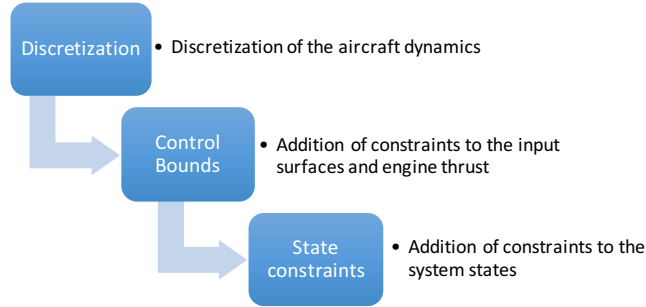 Discretization
• Discretization of the aircraft dynamics
Control
Bounds
• Addition of constraints to the input
surfaces and engine thrust
State
constraints
• Addition of constraints to the
system states